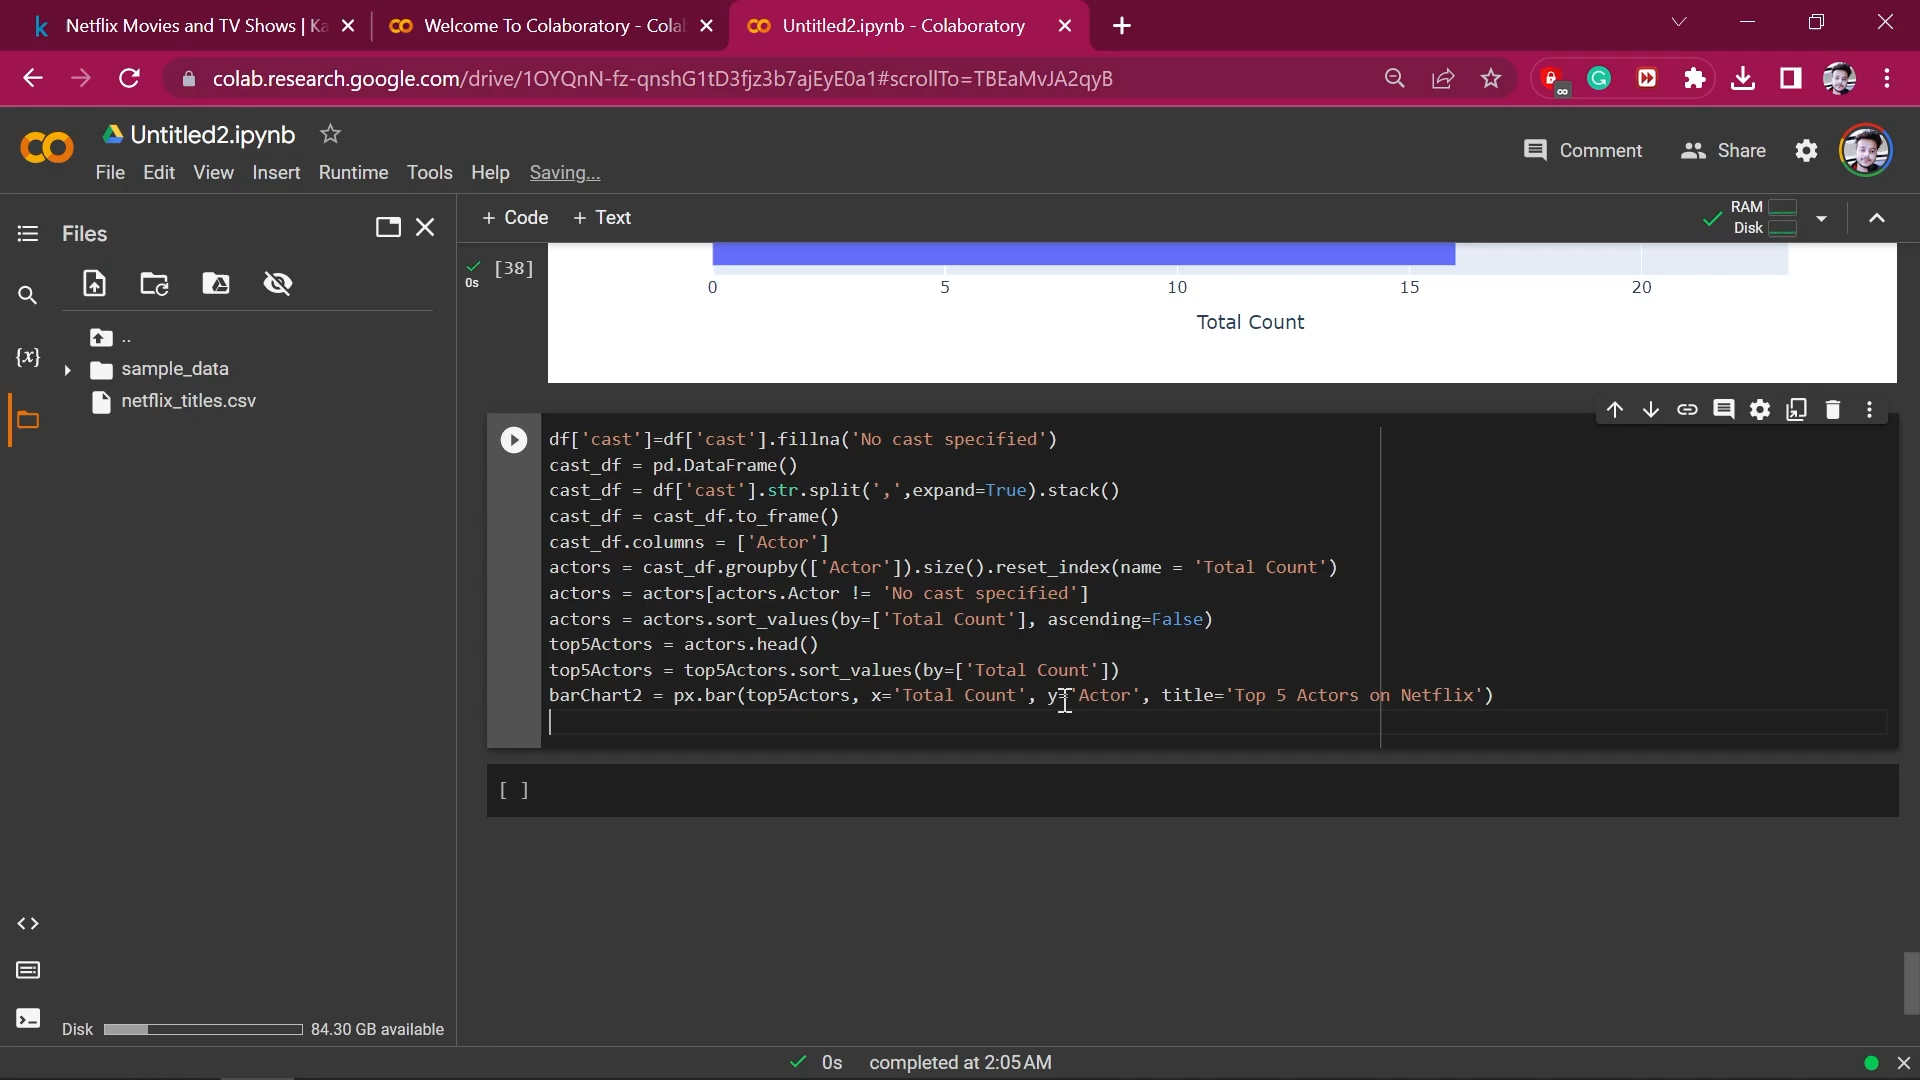 Netflix Movies and TV Shows | Ka
Welcome To Colaboratory - Colab
Untitled2.ipynb - Colaboratory
colab.research.google.com/drive/1OYQnN-fz-qnshG1tD3fjz3b7ajEyE0a1#scrollTo=TBEaMvJA2qyB
Untitled2.ipynb
Comment
Share
File Edit View Insert Runtime Tools Help Saving...
Files
+ Code + Text
RAM
Disk
..
sample_data
netflix_titles.csv
0s
[38]
0 5 10 15 20
Total Count
df['cast']=df['cast'].fillna('No cast specified')
cast_df = pd.DataFrame()
cast_df = df['cast'].str.split(',',expand=True).stack()
cast_df = cast_df.to_frame()
cast_df.columns = ['Actor']
actors = cast_df.groupby(['Actor']).size().reset_index(name = 'Total Count')
actors = actors[actors.Actor != 'No cast specified']
actors = actors.sort_values(by=['Total Count'], ascending=False)
top5Actors = actors.head()
top5Actors = top5Actors.sort_values(by=['Total Count'])
barChart2 = px.bar(top5Actors, x='Total Count', y='Actor', title='Top 5 Actors on Netflix')
[ ]
Disk 84.30 GB available
0s completed at 2:05 AM